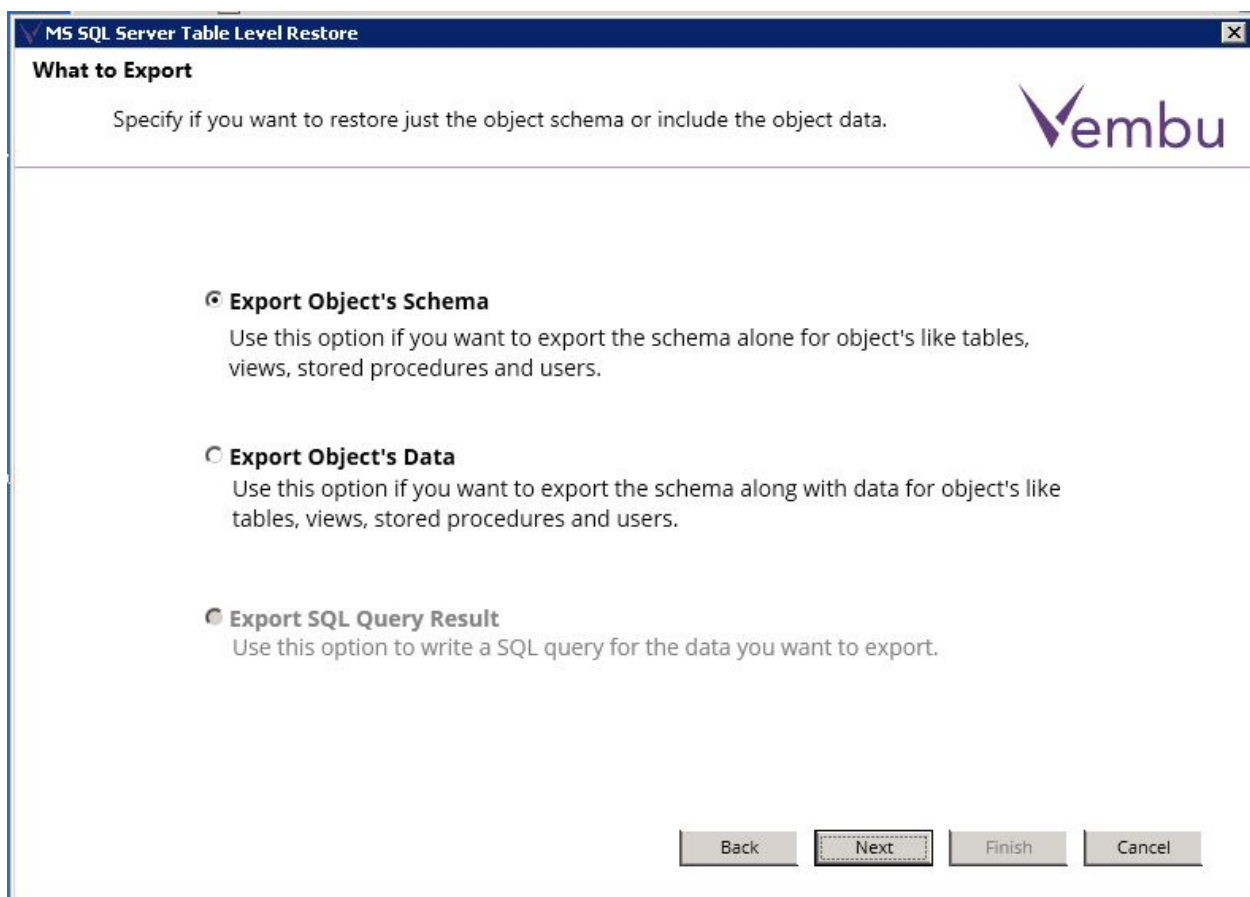 MS SQL Server Table Level Restore
What to Export
Specify if you want to restore just the object schema or include the object data.
Vembu
Export Object's Schema
Use this option if you want to export the schema alone for object's like tables,
views, stored procedures and users.
Export Object's Data
Use this option if you want to export the schema along with data for object's like
tables, views, stored procedures and users.
Export SQL Query Result
Use this option to write a SQL query for the data you want to export.
Back Next Finish Cancel